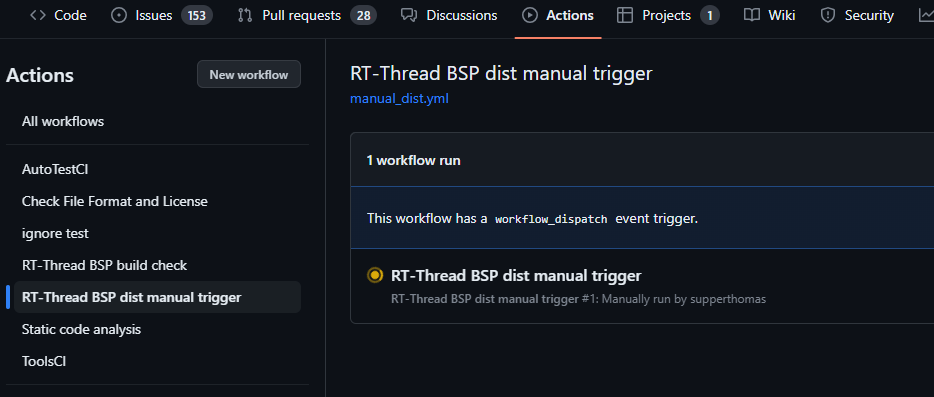 Code Issues 153 Pull requests 28 Discussions Actions Projects 1 Wiki Security
Actions
New workflow
All workflows
AutoTestCI
Check File Format and License
ignore test
RT-Thread BSP build check
RT-Thread BSP dist manual trigger
Static code analysis
ToolsCI
RT-Thread BSP dist manual trigger
manual_dist.yml
1 workflow run
This workflow has a workflow_dispatch event trigger.
RT-Thread BSP dist manual trigger
RT-Thread BSP dist manual trigger #1: Manually run by supperthomas